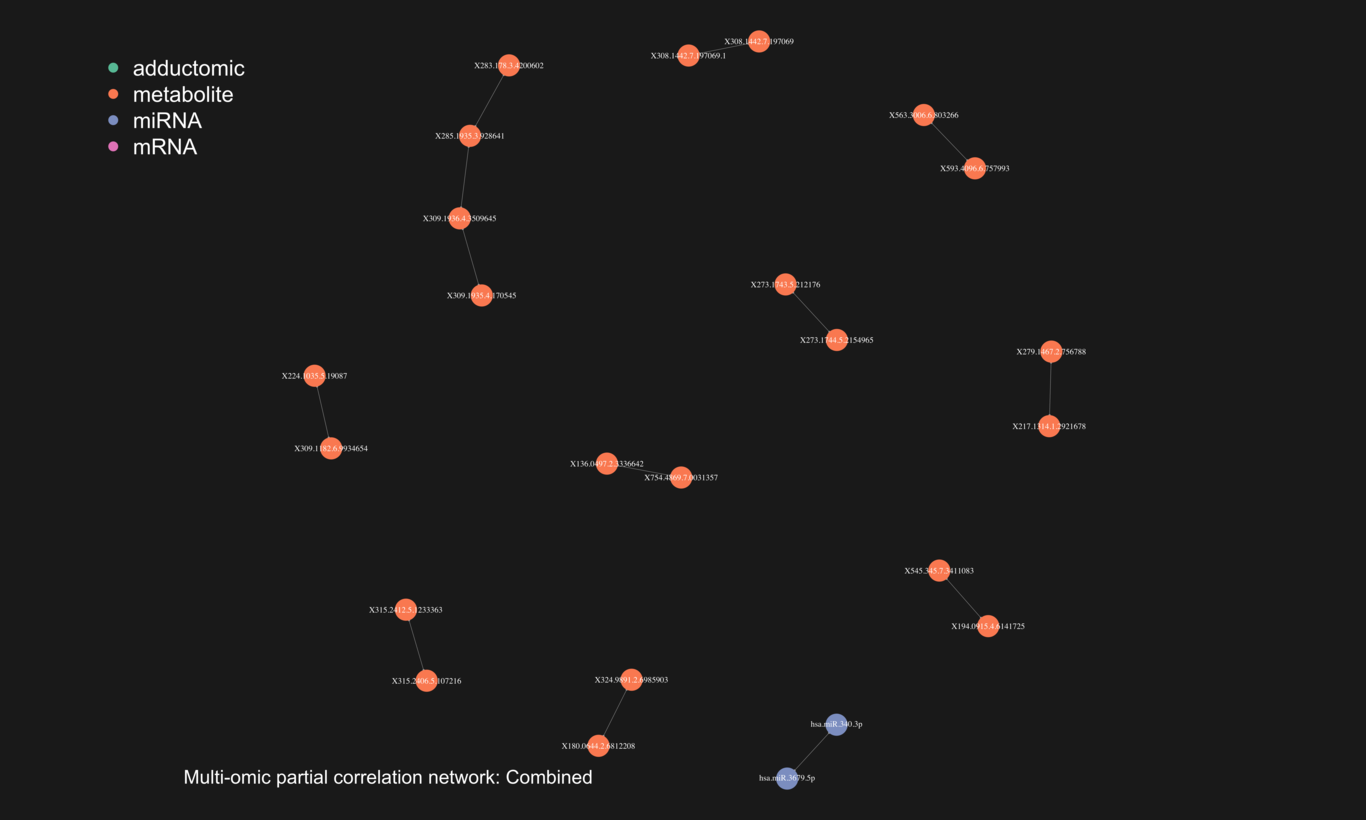 adductomic
metabolite
miRNA
mRNA
X308.1442.7.197069
X308.1442.7.197069.1
X283.178.3.4200602
X563.3006.6.803266
X285.1935.3.928641
X593.4096.6.757993
X309.1936.4.3509645
X273.1743.5.212176
X309.1935.4.170545
X273.1744.5.2154965
X279.1467.2.756788
X224.1035.5.19087
X217.1314.1.2921678
X309.1182.6.9934654
X136.0497.2.3336642
X754.4869.7.0031357
X545.345.7.3411083
X315.2412.5.1233363
X194.0915.4.6141725
X324.9891.2.6985903
X315.2406.5.107216
hsa.miR.340.3p
X180.0644.2.6812208
Multi-omic partial correlation network: Combined
hsa.miR.3679.5p